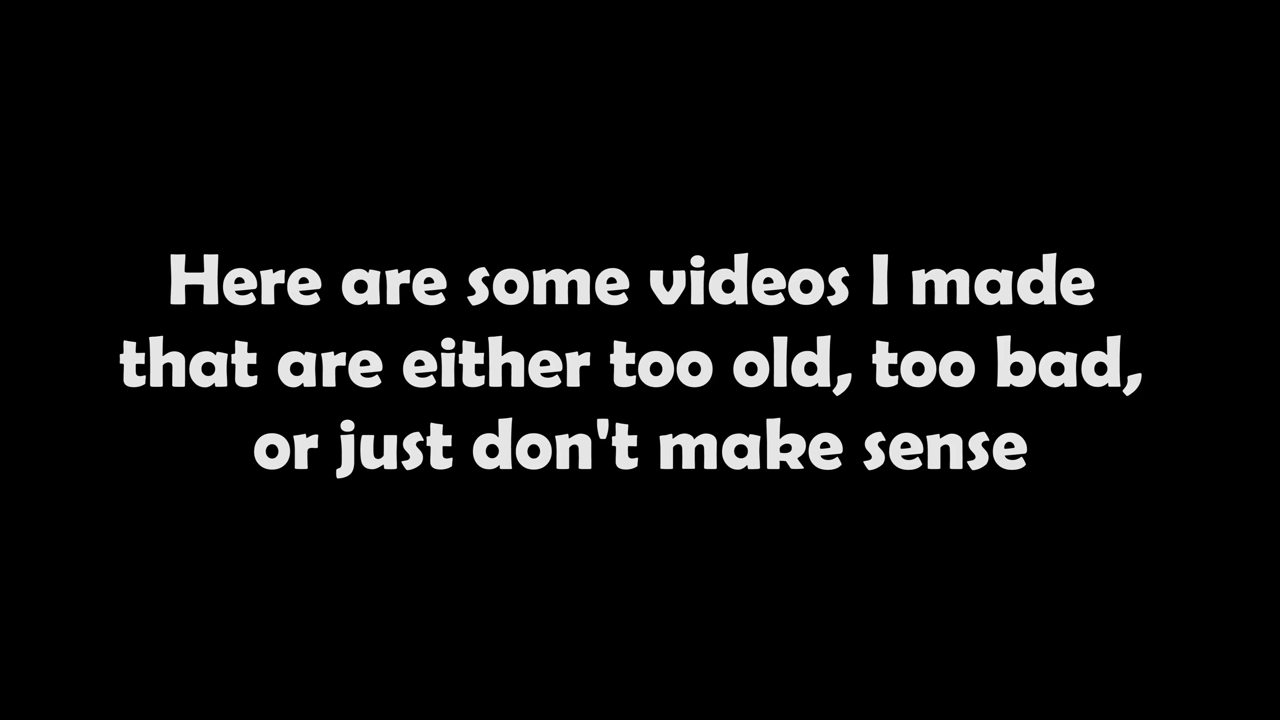 Here are some videos I made
that are either too old, too bad,
or just don't make sense